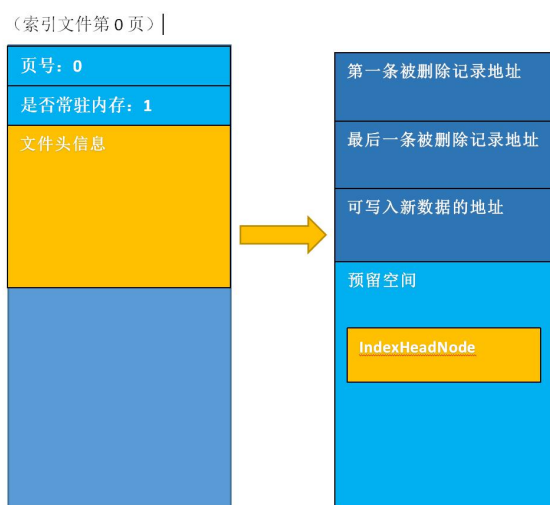 （索引文件第 0 页）
页号：0
是否常驻内存：1
文件头信息
第一条被删除记录地址
最后一条被删除记录地址
可写入新数据的地址
预留空间
IndexHeadNode